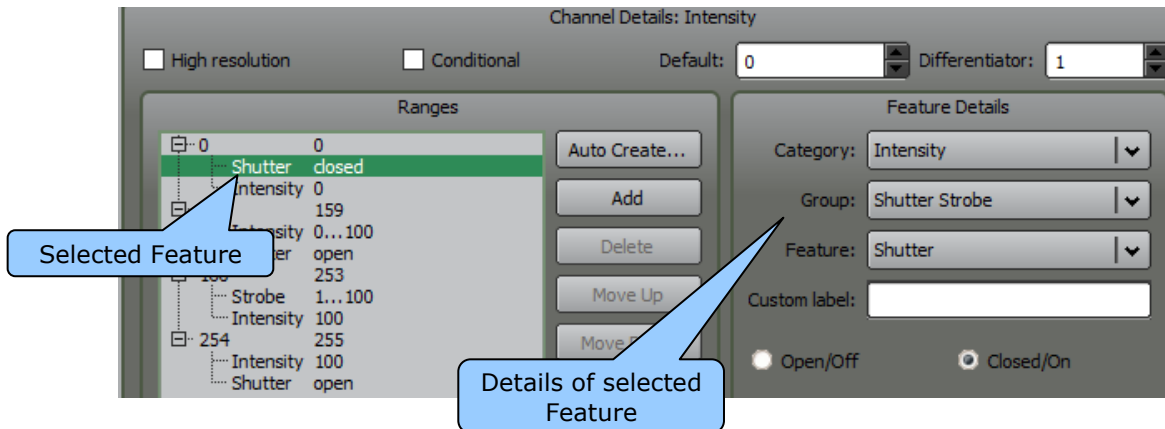 Channel Details: Intensity
High resolution Conditional Default: 0 Differentiator: 1
Ranges
0 0
Shutter closed
Intensity 0
159
0...100
open
253
Strobe 1...100
Intensity 100
254 255
Intensity 100
Shutter open
Auto Create...
Add
Delete
Move Up
Move
Feature Details
Category: Intensity
Group: Shutter Strobe
Feature: Shutter
Custom label:
Open/Off Closed/On
Selected Feature
Details of selected
Feature